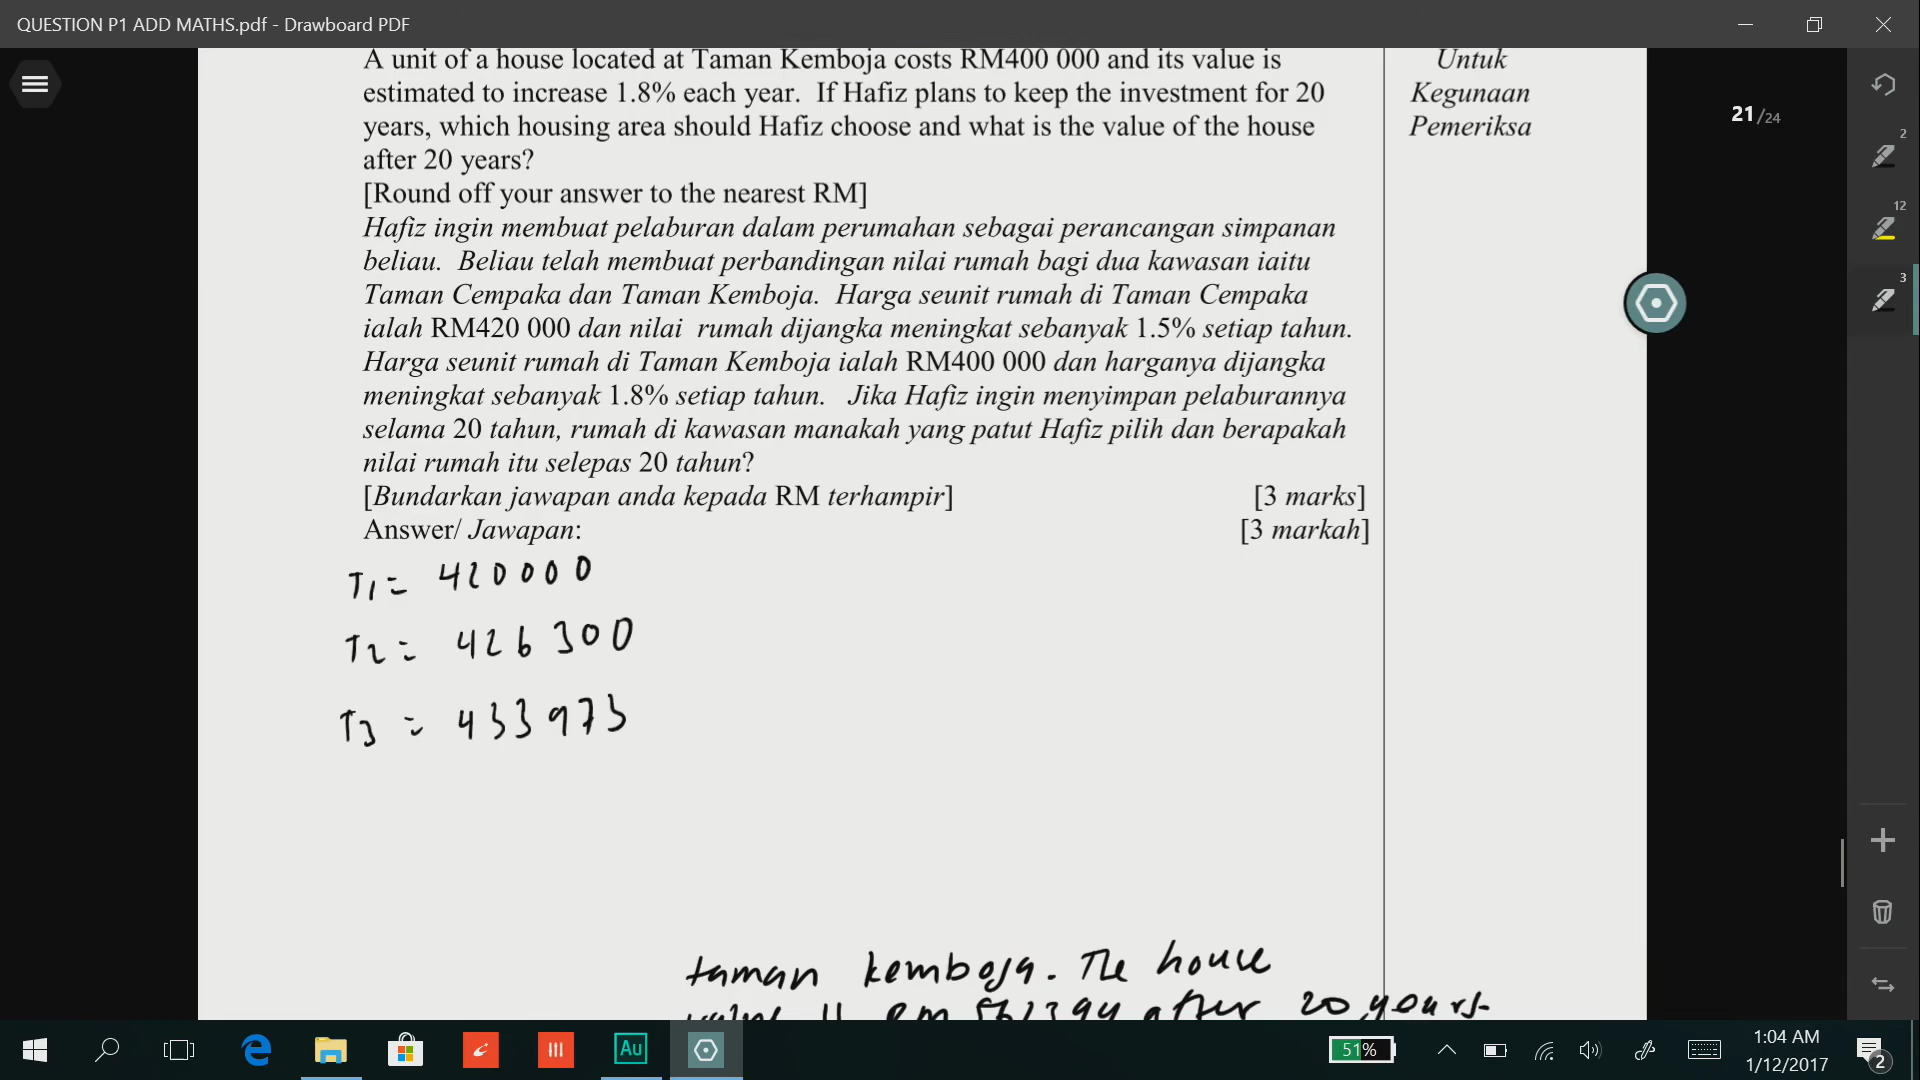 QUESTION P1 ADD MATHS.pdf - Drawboard PDF
A unit of a house located at Taman Kemboja costs RM400 000 and its value is
estimated to increase 1.8% each year. If Hafiz plans to keep the investment for 20
years, which housing area should Hafiz choose and what is the value of the house
after 20 years?
[Round off your answer to the nearest RM]
Hafiz ingin membuat pelaburan dalam perumahan sebagai perancangan simpanan
beliau. Beliau telah membuat perbandingan nilai rumah bagi dua kawasan iaitu
Taman Cempaka dan Taman Kemboja. Harga seunit rumah di Taman Cempaka
ialah RM420 000 dan nilai rumah dijangka meningkat sebanyak 1.5% setiap tahun.
Harga seunit rumah di Taman Kemboja ialah RM400 000 dan harganya dijangka
meningkat sebanyak 1.8% setiap tahun. Jika Hafiz ingin menyimpan pelaburannya
selama 20 tahun, rumah di kawasan manakah yang patut Hafiz pilih dan berapakah
nilai rumah itu selepas 20 tahun?
[Bundarkan jawapan anda kepada RM terhampir] [3 marks]
Answer/ Jawapan: [3 markah]
Untuk
Kegunaan
Pemeriksa
T1 = 420000
T2 = 426300
T3 = 433973
taman kemboja. The house
after 20 years.
21/24
2
12
3
51%
1:04 AM
1/12/2017
Au
2